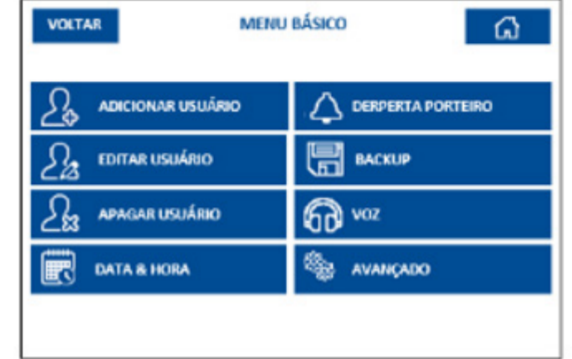 VOLTAR MENU BÁSICO
ADICIONAR USUÁRIO DERPERTA PORTEIRO
EDITAR USUÁRIO BACKUP
APAGAR USUÁRIO VOZ
DATA & HORA AVANÇADO